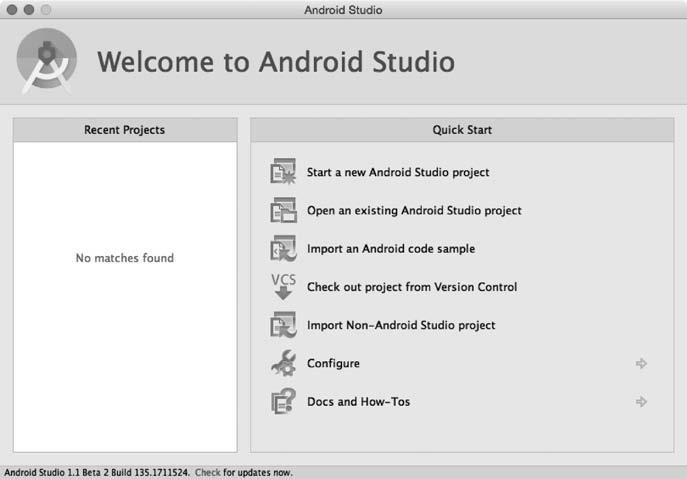 Android Studio
Welcome to Android Studio
Recent Projects
No matches found
Quick Start
Start a new Android Studio project
Open an existing Android Studio project
Import an Android code sample
VCS
Check out project from Version Control
Import Non-Android Studio project
Configure
Docs and How-Tos
Android Studio 1.1 Beta 2 Build 135.1711524. Check for updates now.